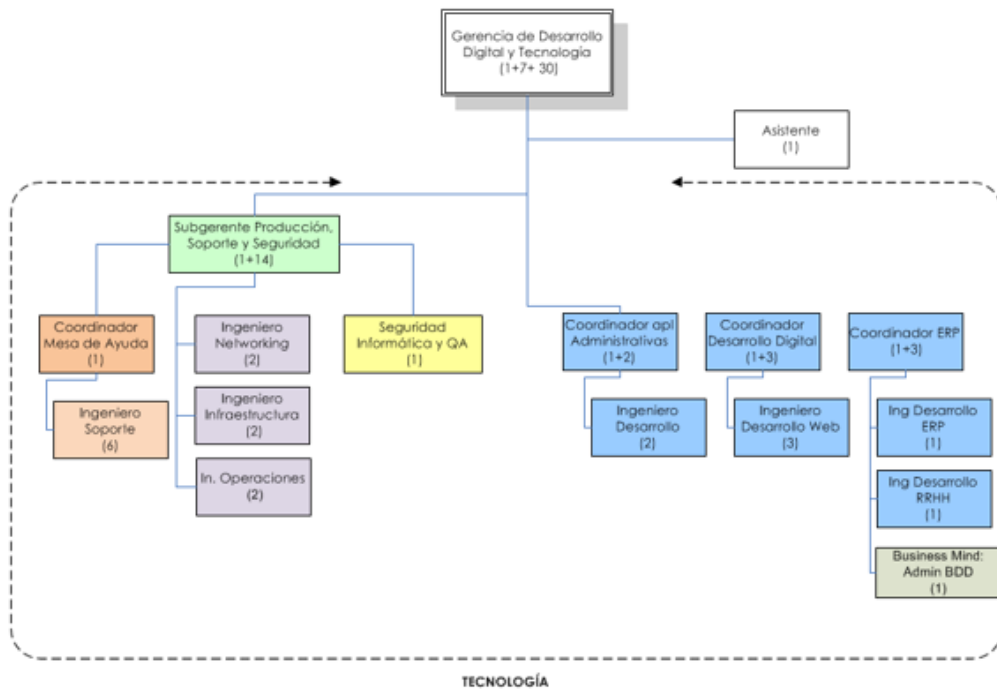 Gerencia de Desarrollo
Digital y Tecnología
(1+7+ 30)
Asistente
(1)
Subgerente Producción,
Soporte y Seguridad
(1+14)
Coordinador
Mesa de Ayuda
(1)
Ingeniero
Soporte
(6)
Ingeniero
Networking
(2)
Ingeniero
Infraestructura
(2)
In. Operaciones
(2)
Seguridad
Informática y QA
(1)
Coordinador apl
Administrativas
(1+2)
Ingeniero
Desarrollo
(2)
Coordinador
Desarrollo Digital
(1+3)
Ingeniero
Desarrollo Web
(3)
Coordinador ERP
(1+3)
Ing Desarrollo
ERP
(1)
Ing Desarrollo
RRHH
(1)
Business Mind:
Admin BDD
(1)
TECNOLOGÍA